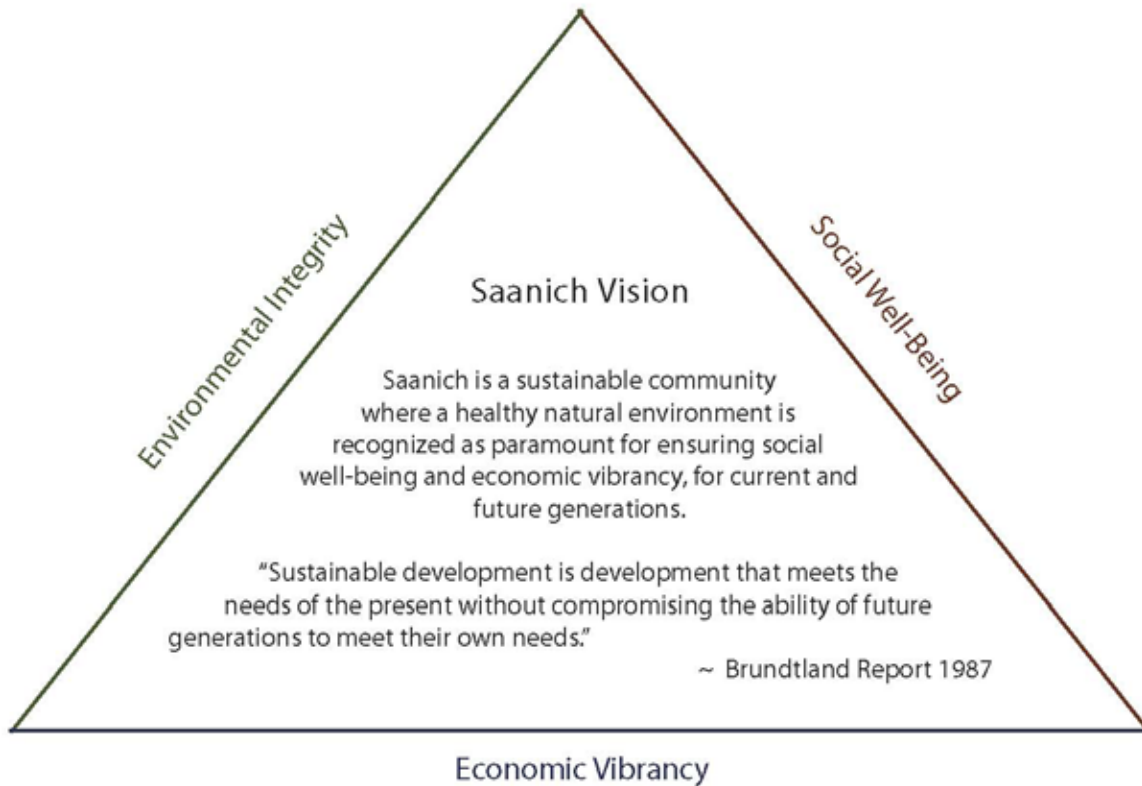 Environmental Integrity
Social Well-Being
Saanich Vision
Saanich is a sustainable community
where a healthy natural environment is
recognized as paramount for ensuring social
well-being and economic vibrancy, for current and
future generations.
“Sustainable development is development that meets the
needs of the present without compromising the ability of future
generations to meet their own needs.”
~ Brundtland Report 1987
Economic Vibrancy